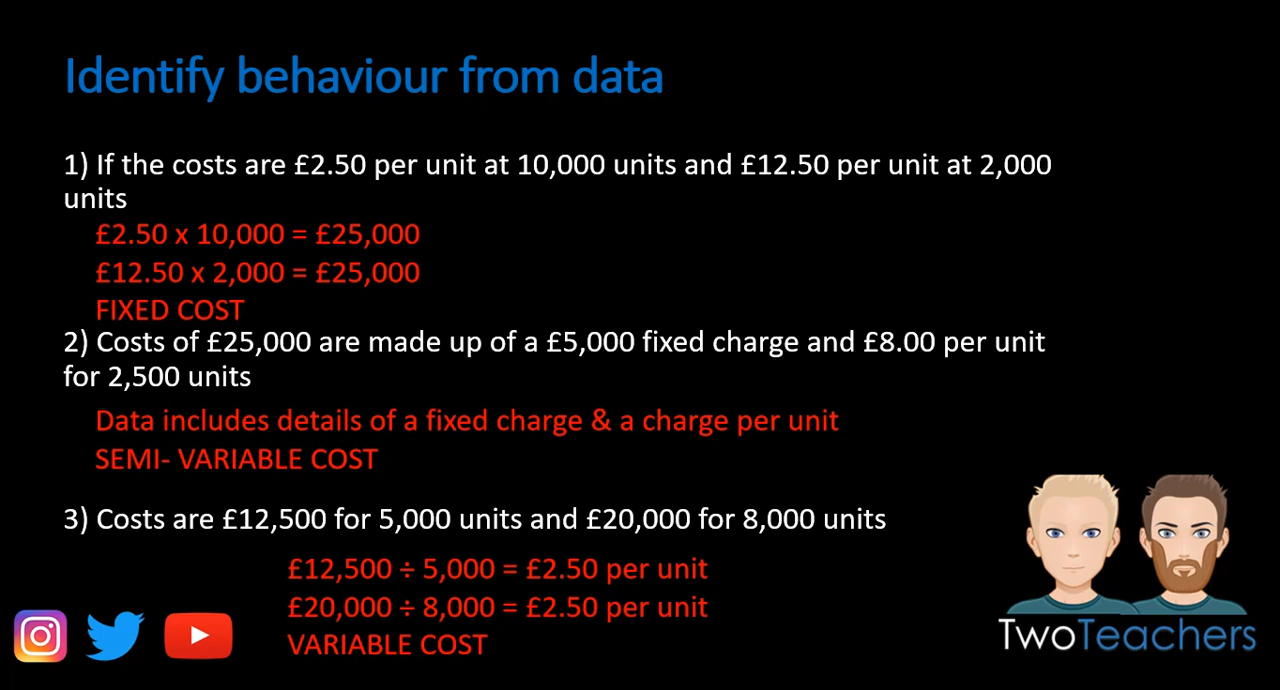 Identify behaviour from data
1) If the costs are £2.50 per unit at 10,000 units and £12.50 per unit at 2,000
units
£2.50 x 10,000 = £25,000
£12.50 x 2,000 = £25,000
FIXED COST
2) Costs of £25,000 are made up of a £5,000 fixed charge and £8.00 per unit
for 2,500 units
Data includes details of a fixed charge & a charge per unit
SEMI- VARIABLE COST
3) Costs are £12,500 for 5,000 units and £20,000 for 8,000 units
£12,500 ÷ 5,000 = £2.50 per unit
£20,000 ÷ 8,000 = £2.50 per unit
VARIABLE COST
TwoTeachers